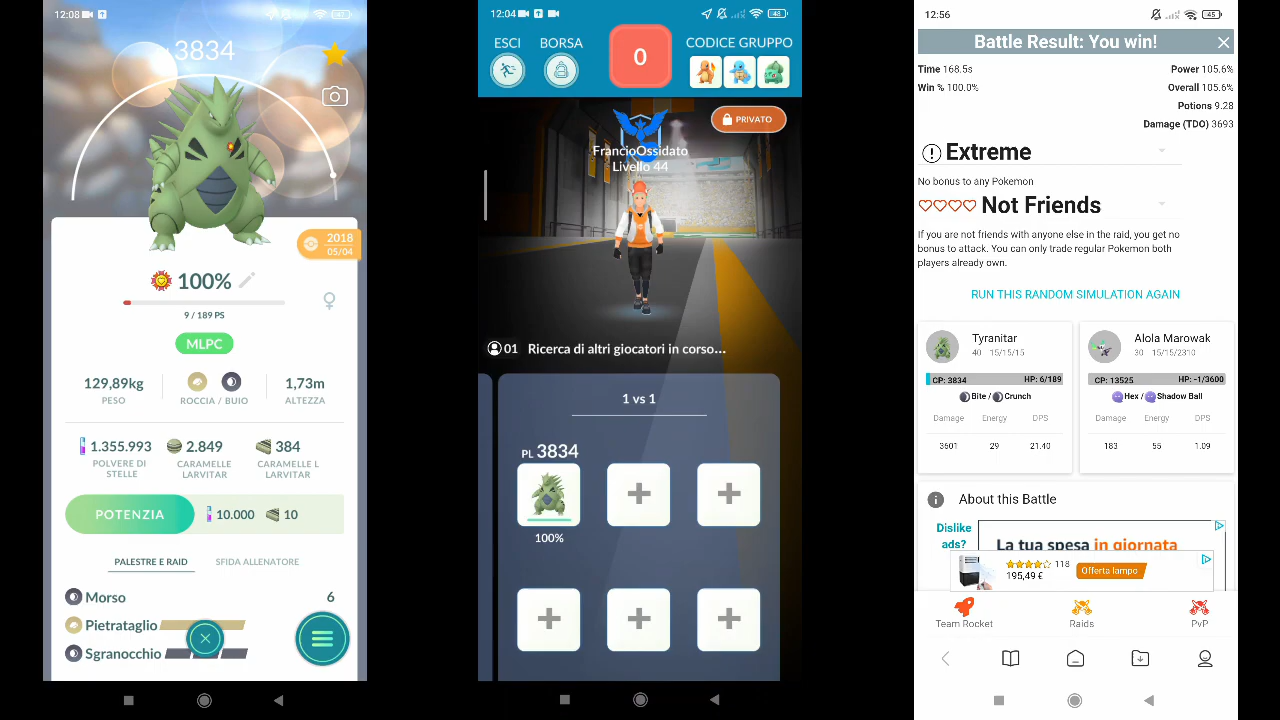 12:08
3834
2018
05/04
100%
9 / 189 PS
MLPC
129,89kg
PESO
ROCCIA / BUIO
1,73m
ALTEZZA
1.355.993
POLVERE DI
STELLE
2.849
CARAMELLE
LARVITAR
384
CARAMELLE L
LARVITAR
POTENZIA
10.000
10
PALESTRE E RAID
SFIDA ALLENATORE
Morso
6
Pietrataglio
Sgranocchio
12:04
48
ESCI
BORSA
0
CODICE GRUPPO
PRIVATO
FrancioOssidato
Livello 44
01 Ricerca di altri giocatori in corso...
1 vs 1
PL 3834
100%
12:56
45
Battle Result: You win!
Time 168.5s
Power 105.6%
Win % 100.0%
Overall 105.6%
Potions 9.28
Damage (TDO) 3693
Extreme
No bonus to any Pokemon
Not Friends
If you are not friends with anyone else in the raid, you get no
bonus to attack. You can only trade regular Pokemon both
players already own.
RUN THIS RANDOM SIMULATION AGAIN
Tyranitar
40 15/15/15
CP: 3834 HP: 6/189
Bite / Crunch
Damage Energy DPS
3601 29 21.40
Alola Marowak
30 15/15/2310
CP: 13525 HP: -1/3600
Hex / Shadow Ball
Damage Energy DPS
183 55 1.09
About this Battle
Dislike
ads?
La tua spesa in giornata
118
195,49 €
Offerta lampo
Team Rocket
Raids
PvP